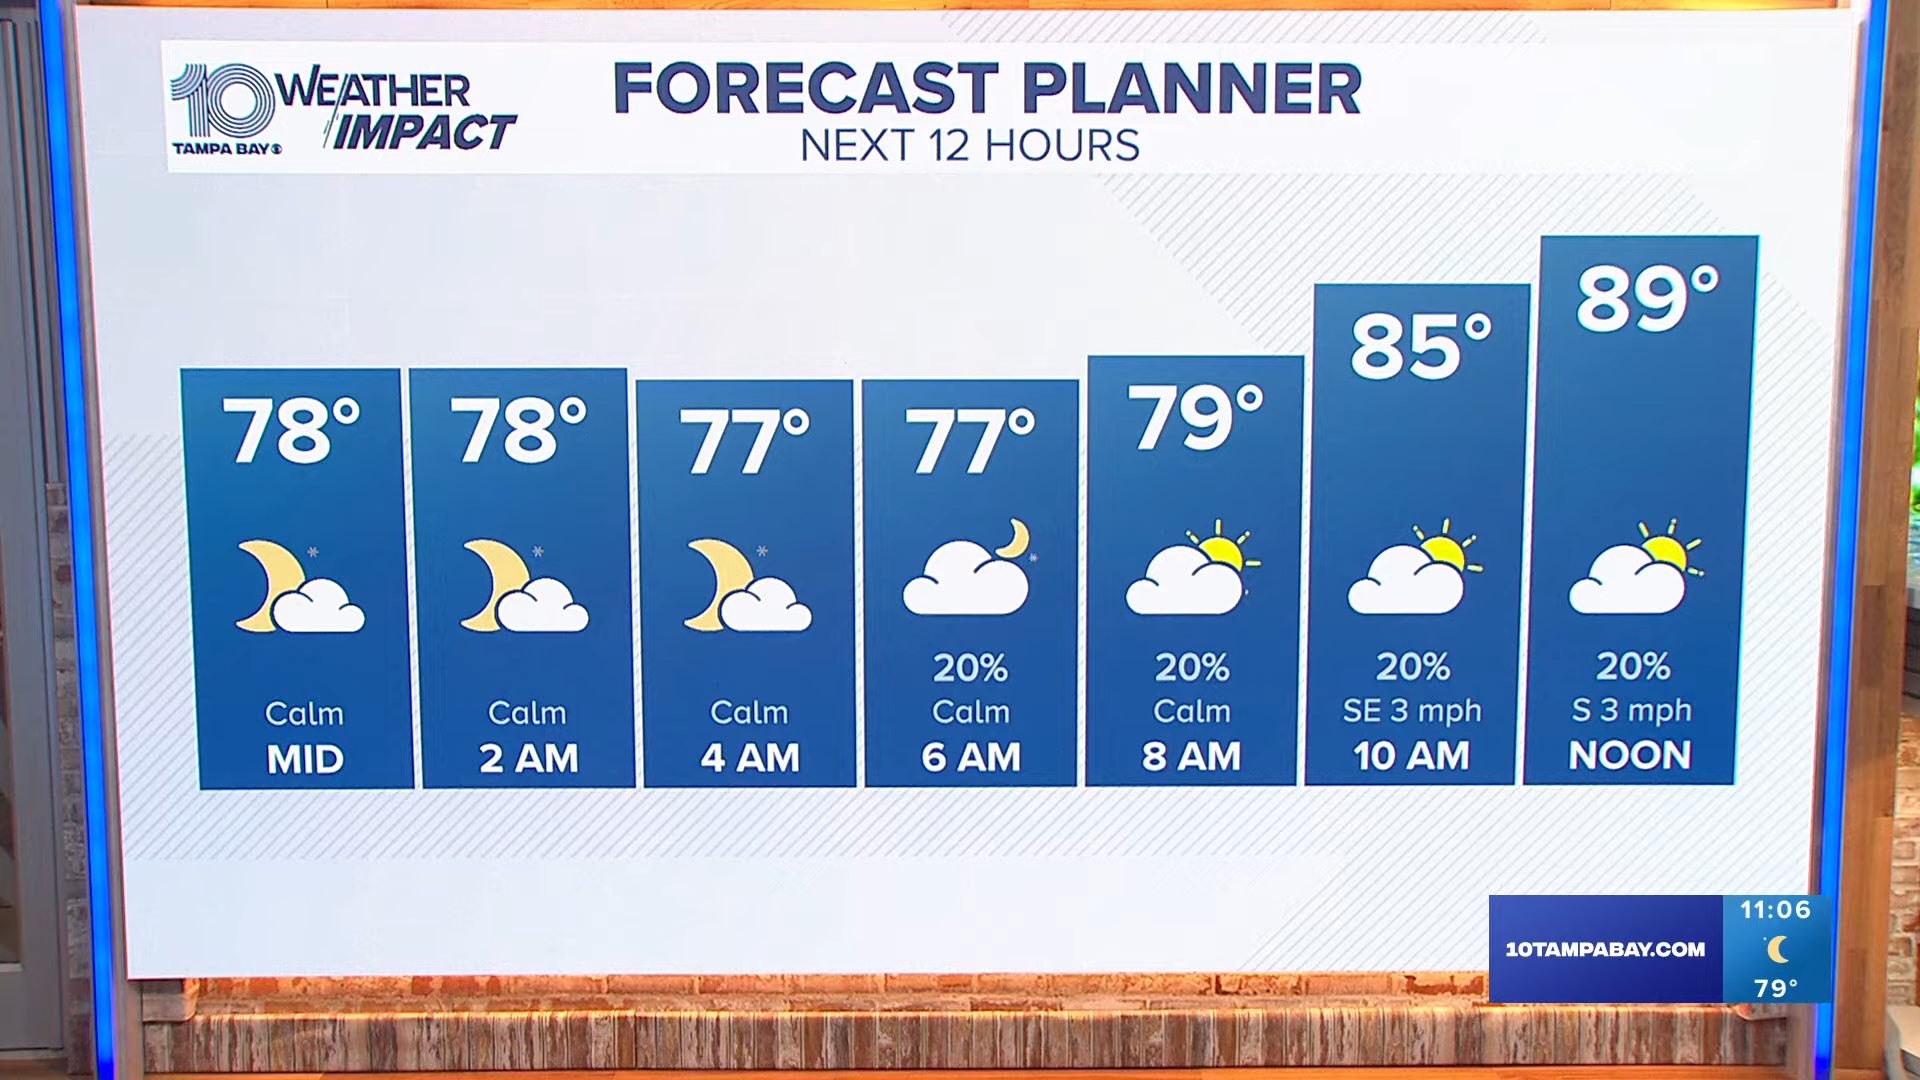 10 WEATHER
IMPACT
TAMPA BAY
FORECAST PLANNER
NEXT 12 HOURS
78° 78° 77° 77° 79° 85° 89°
20% 20% 20% 20%
Calm Calm Calm Calm Calm SE 3 mph S 3 mph
MID 2 AM 4 AM 6 AM 8 AM 10 AM NOON
10TAMPABAY.COM
11:06
79°